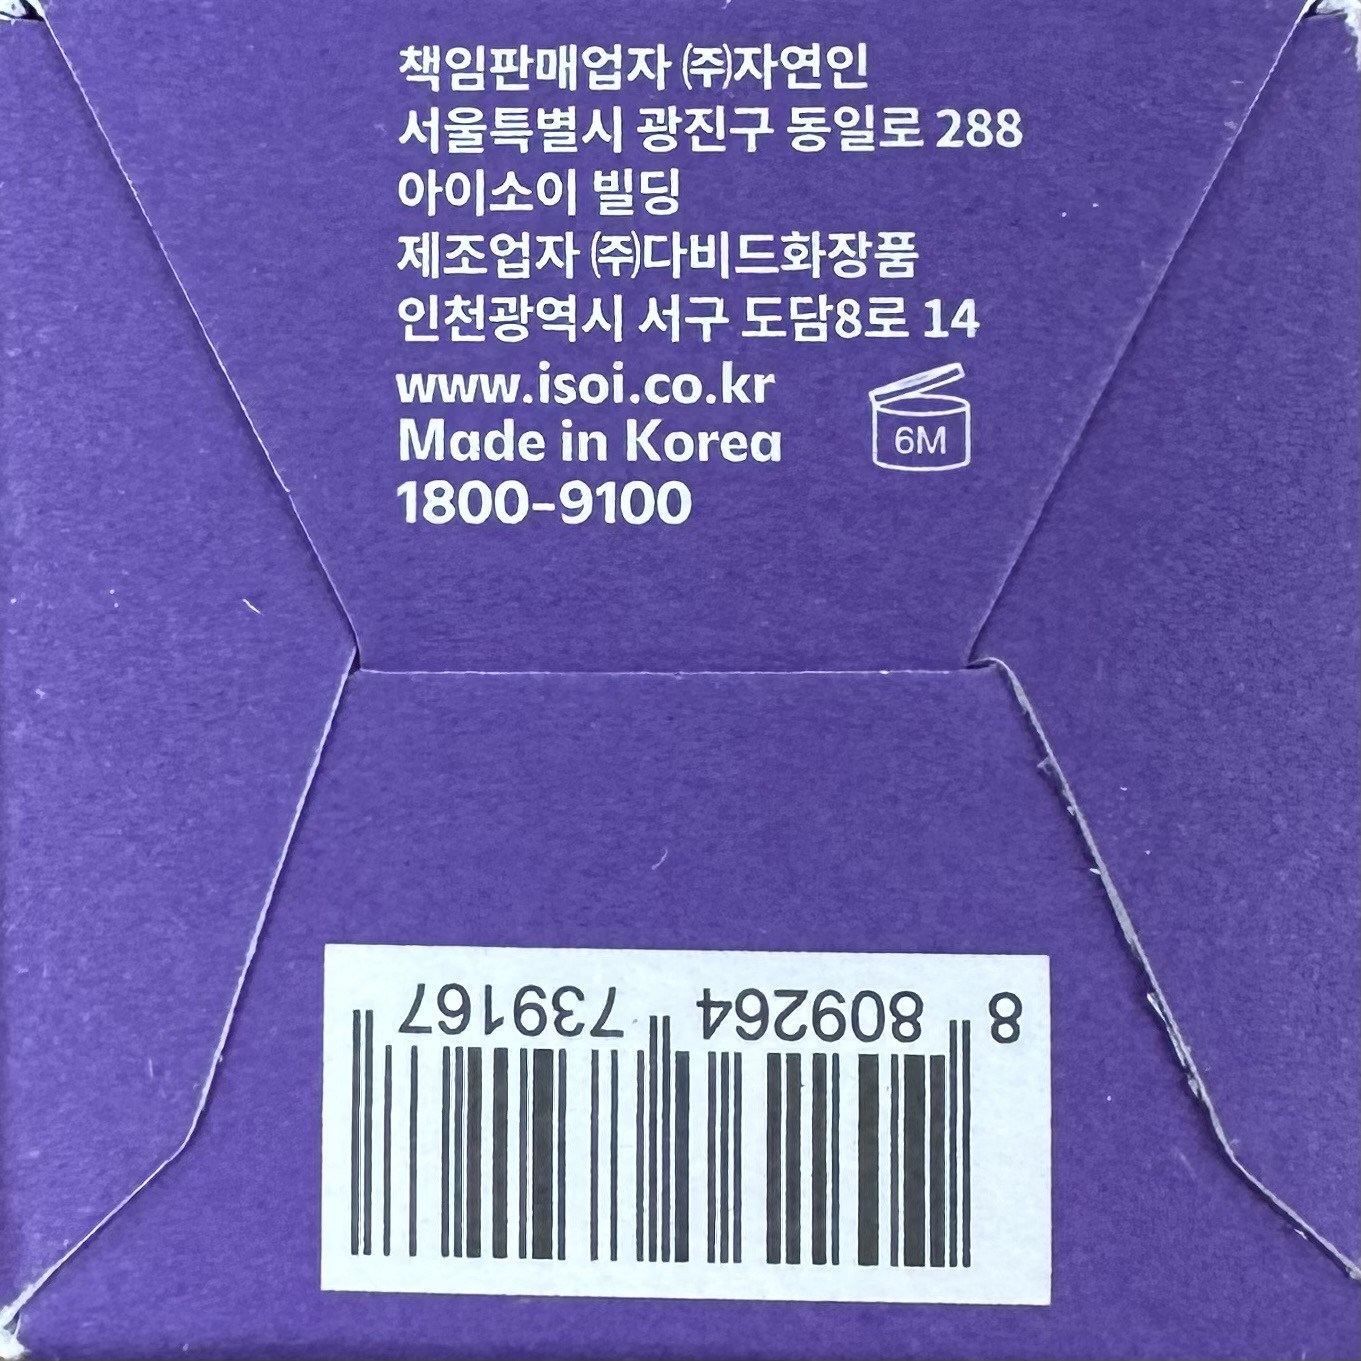 책임판매업자 ㈜자연인
서울특별시 광진구 동일로 288
아이소이 빌딩
제조업자 ㈜다비드화장품
인천광역시 서구 도담8로 14
www.isoi.co.kr
Made in Korea
6M
1800-9100
8 809264 739167